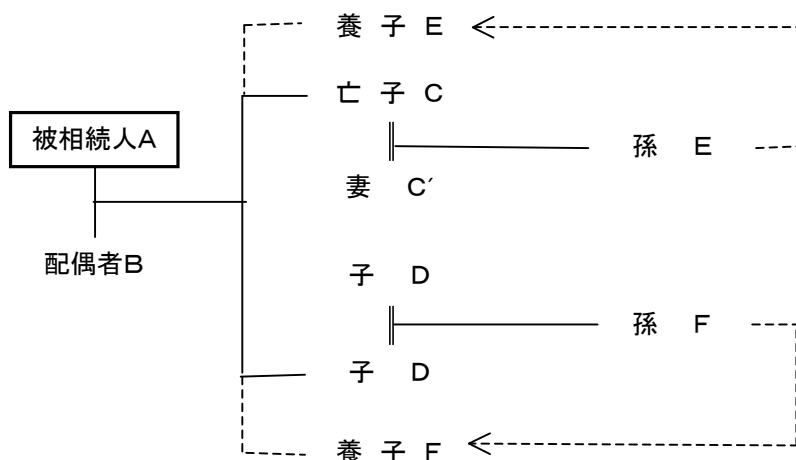 養 子 E
亡 子 C
被相続人A
孫 E
妻 C′
配偶者B
子 D
孫 F
子 D
養 子 F